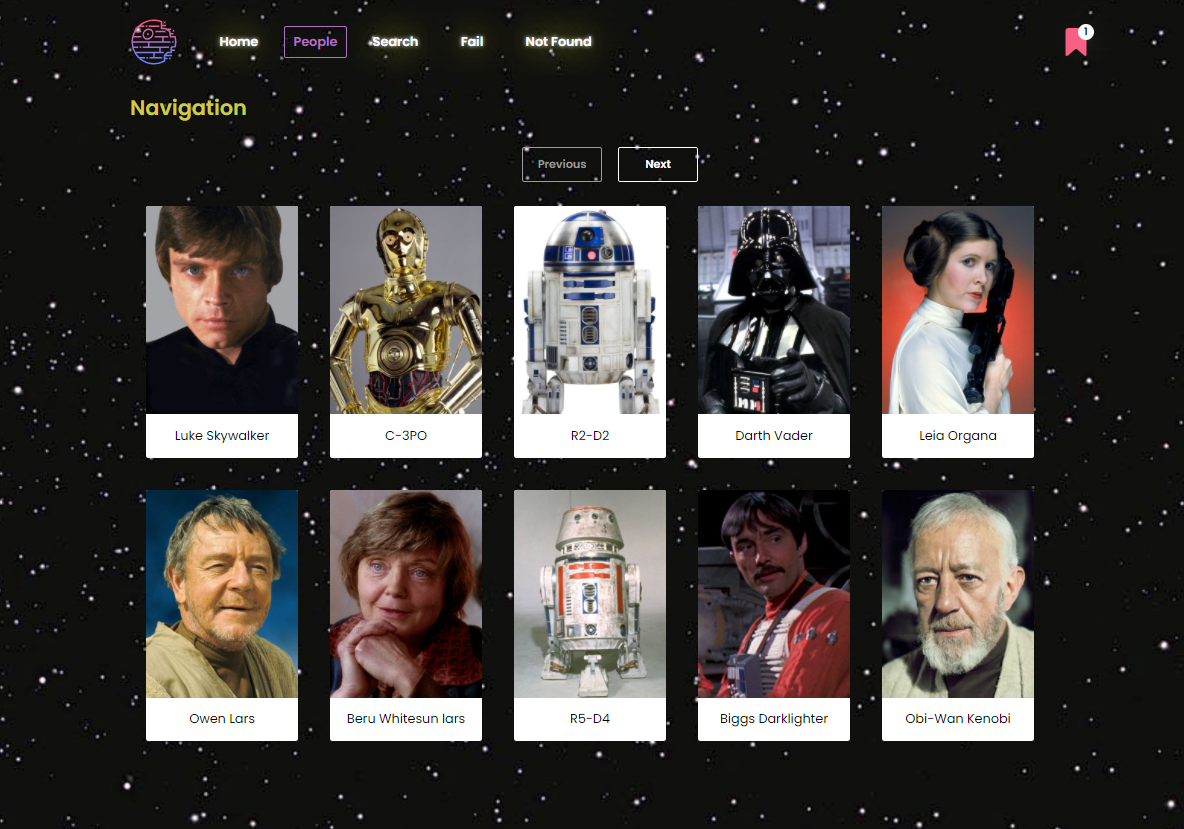 Home People Search Fail Not Found 1
Navigation
Previous Next
Luke Skywalker C-3PO R2-D2 Darth Vader Leia Organa
Owen Lars Beru Whitesun lars R5-D4 Biggs Darklighter Obi-Wan Kenobi